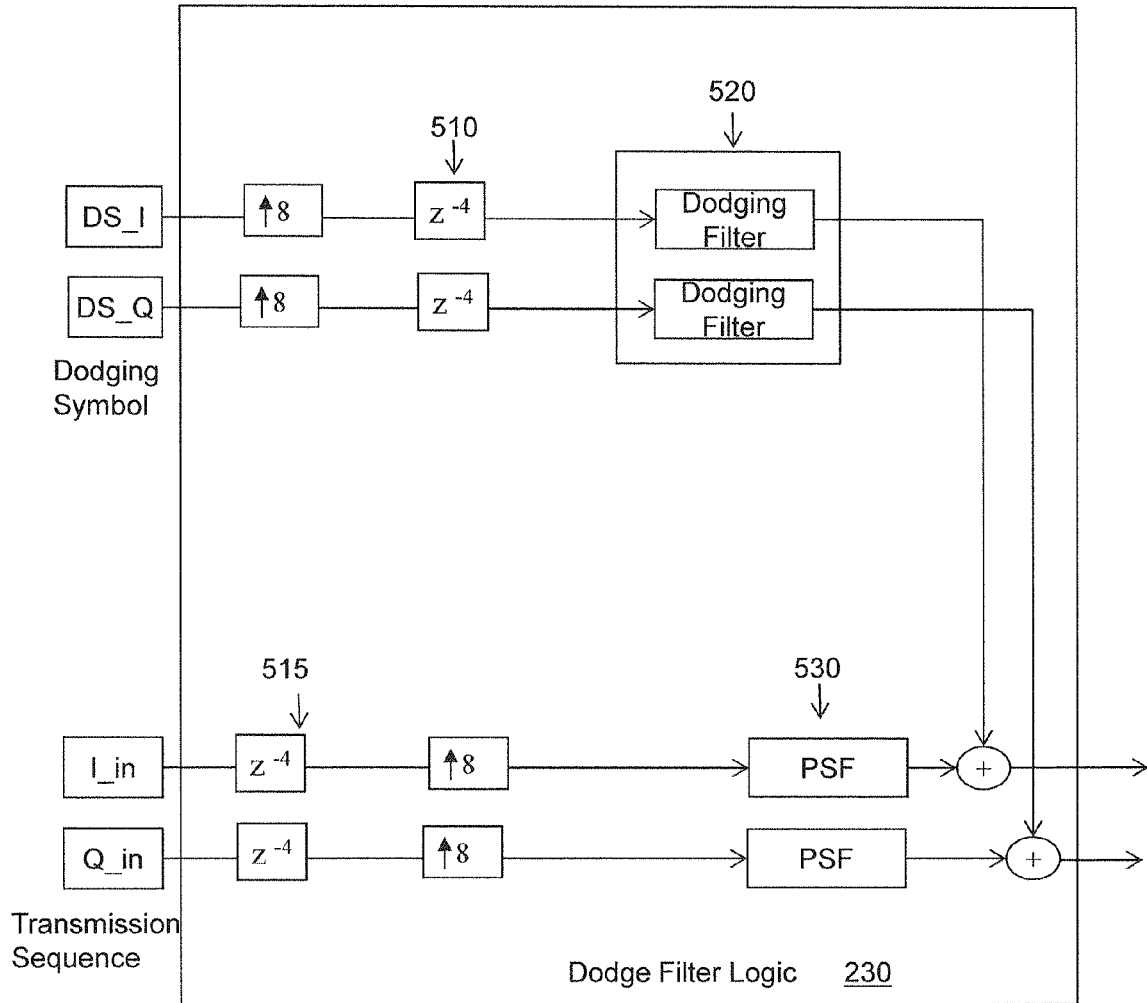 520
510
DS_I
↑8
z -4
Dodging
Filter
DS_Q
↑8
z -4
Dodging
Filter
Dodging
Symbol
515
530
I_in
z -4
↑8
PSF
+
Q_in
z -4
↑8
PSF
+
Transmission
Sequence
Dodge Filter Logic 230